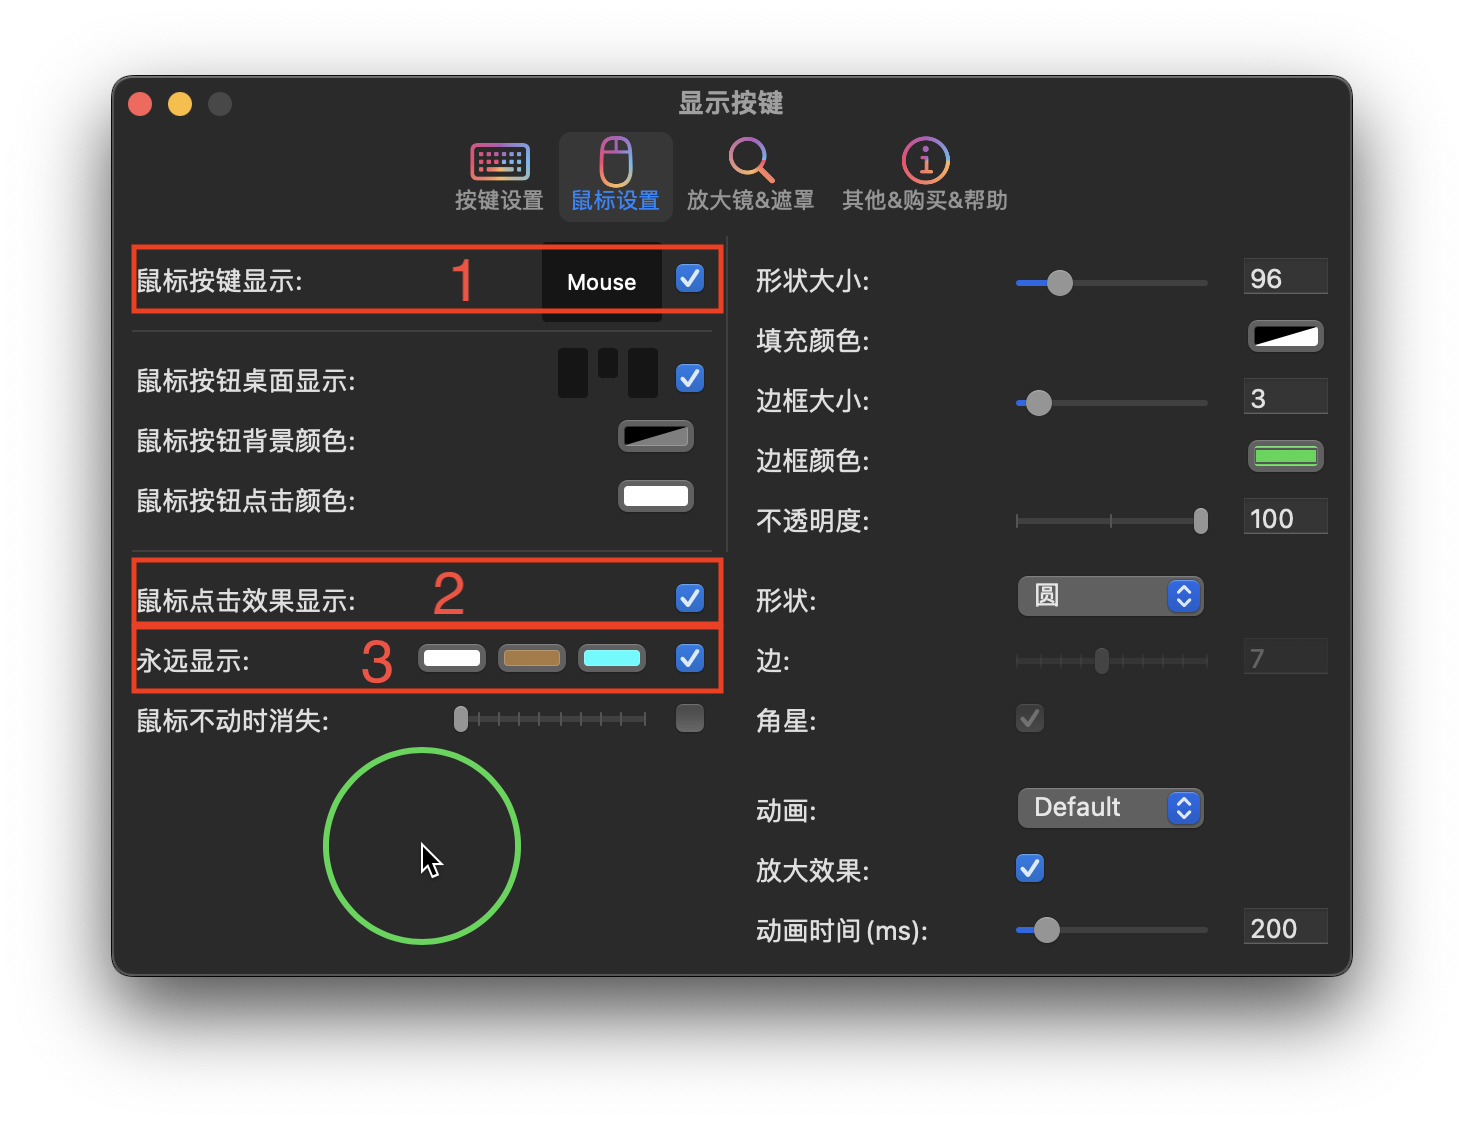 显示按键
按键设置
鼠标设置
放大镜&遮罩
其他&购买&帮助
鼠标按键显示:
1
Mouse
鼠标按钮桌面显示:
鼠标按钮背景颜色:
鼠标按钮点击颜色:
鼠标点击效果显示:
2
永远显示:
3
鼠标不动时消失:
形状大小:
96
填充颜色:
边框大小:
3
边框颜色:
不透明度:
100
形状:
圆
边:
7
角星:
动画:
Default
放大效果:
动画时间(ms):
200